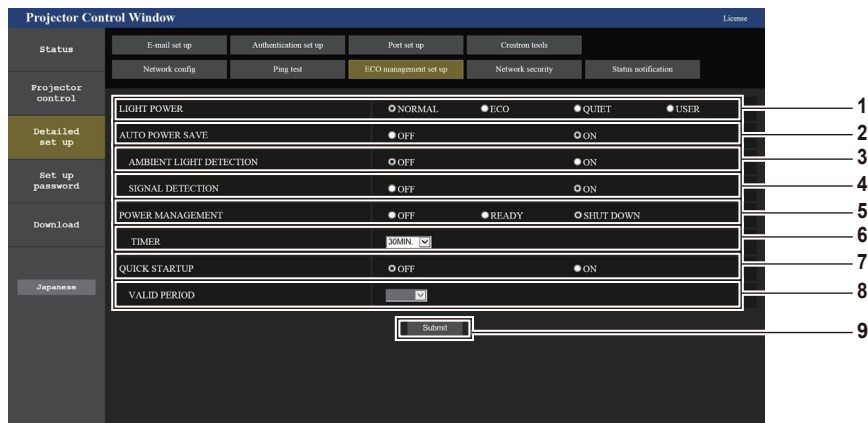 Projector Control Window License
Status
E-mail set up Authentication set up Port set up Crestron tools
Network config Ping test ECO management set up Network security Status notification
Projector
control
Detailed
set up
Set up
password
Download
Japanese
LIGHT POWER NORMAL ECO QUIET USER 1
AUTO POWER SAVE OFF ON 2
AMBIENT LIGHT DETECTION OFF ON 3
SIGNAL DETECTION OFF ON 4
POWER MANAGEMENT OFF READY SHUT DOWN 5
TIMER 30MIN. 6
QUICK STARTUP OFF ON 7
VALID PERIOD 8
Submit 9